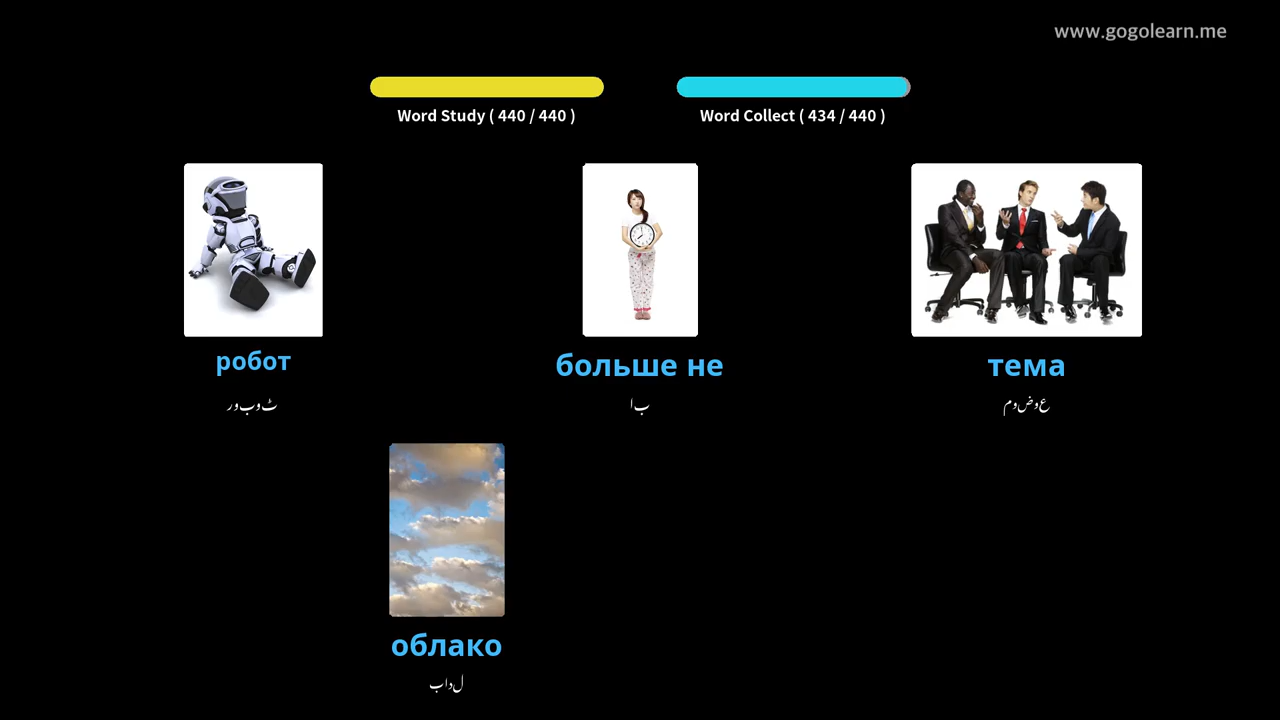 www.gogolearn.me
Word Study ( 440 / 440 )
Word Collect ( 434 / 440 )
робот
больше не
тема
روبوٹ
اب
موضوع
облако
بادل